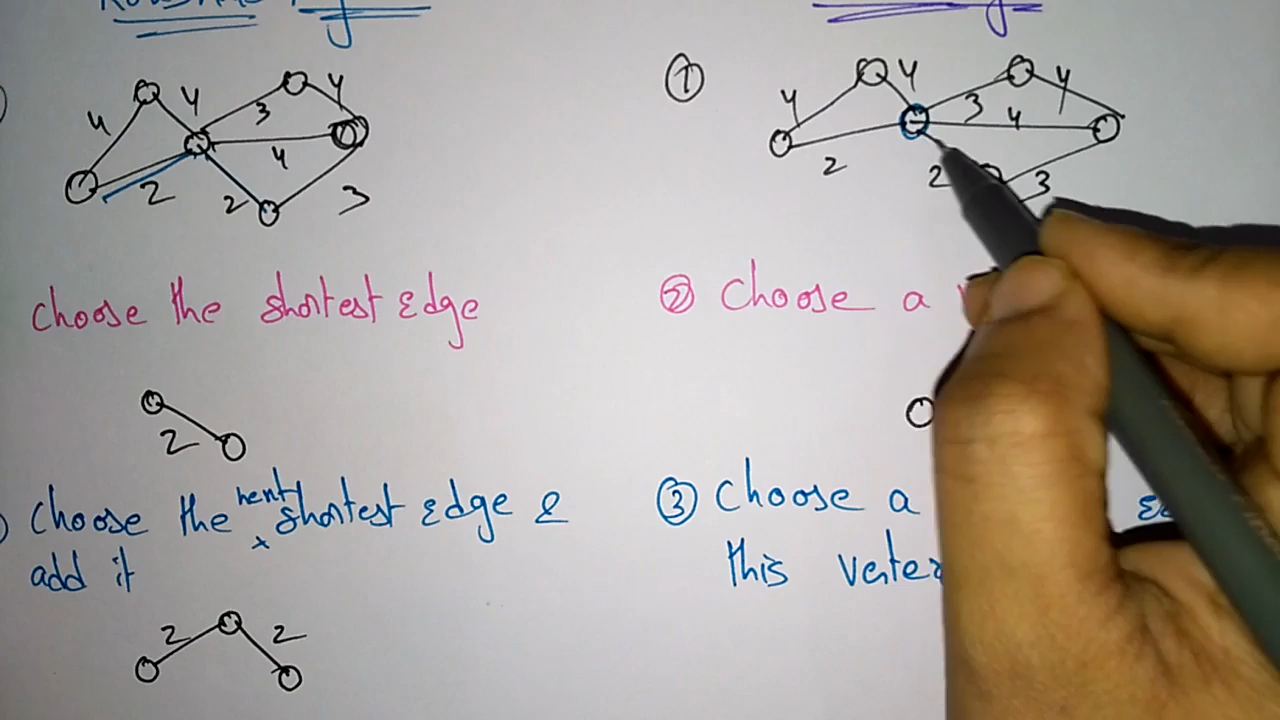 ①
4 4 3 4
4
2 2 3
4 4 3 4
4
2 2 3
choose the shortest edge
2
choose the next shortest edge &
add it
2 2
② choose a
③ choose a
this vertex